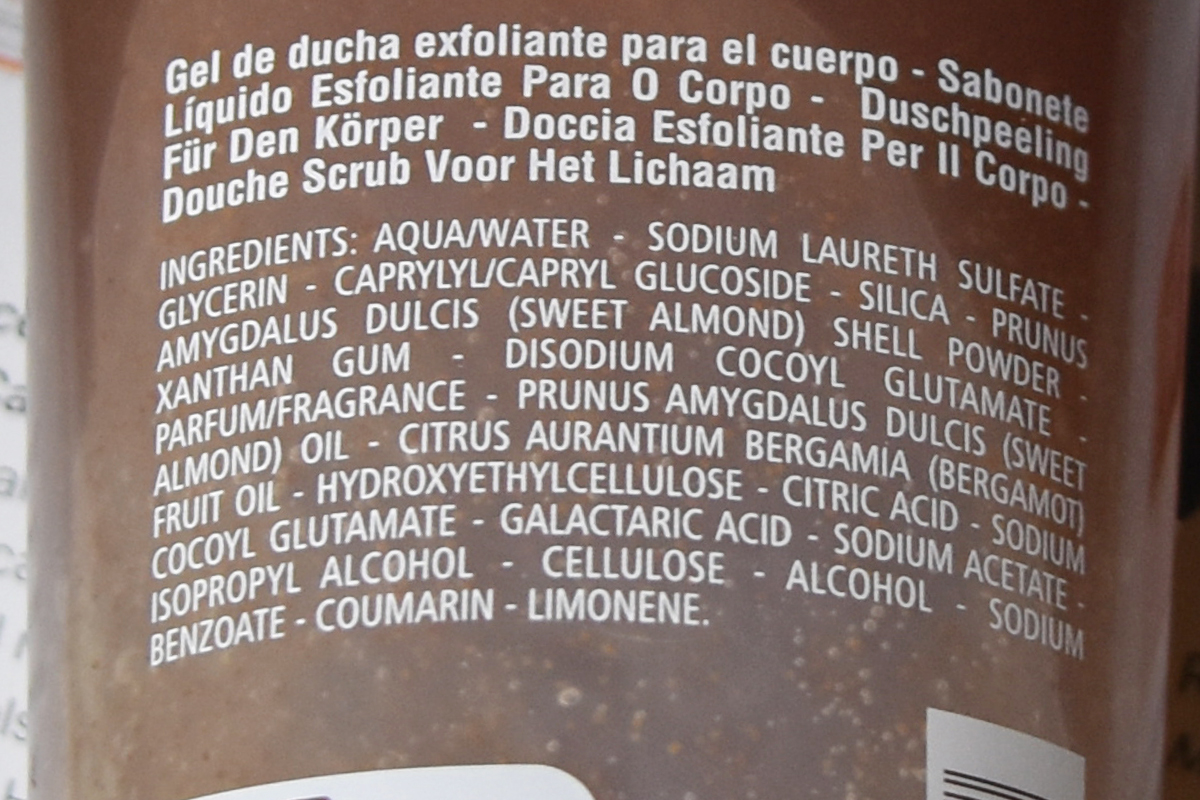 Gel de ducha exfoliante para el cuerpo - Sabonete
Líquido Esfoliante Para O Corpo - Duschpeeling
Für Den Körper - Doccia Esfoliante Per Il Corpo -
Douche Scrub Voor Het Lichaam
INGREDIENTS: AQUA/WATER - SODIUM LAURETH SULFATE -
GLYCERIN - CAPRYLYL/CAPRYL GLUCOSIDE - SILICA - PRUNUS
AMYGDALUS DULCIS (SWEET ALMOND) SHELL POWDER -
XANTHAN GUM - DISODIUM COCOYL GLUTAMATE -
PARFUM/FRAGRANCE - PRUNUS AMYGDALUS DULCIS (SWEET
ALMOND) OIL - CITRUS AURANTIUM BERGAMIA (BERGAMOT)
FRUIT OIL - HYDROXYETHYLCELLULOSE - CITRIC ACID - SODIUM
COCOYL GLUTAMATE - GALACTARIC ACID - SODIUM ACETATE -
ISOPROPYL ALCOHOL - CELLULOSE - ALCOHOL - SODIUM
BENZOATE - COUMARIN - LIMONENE.